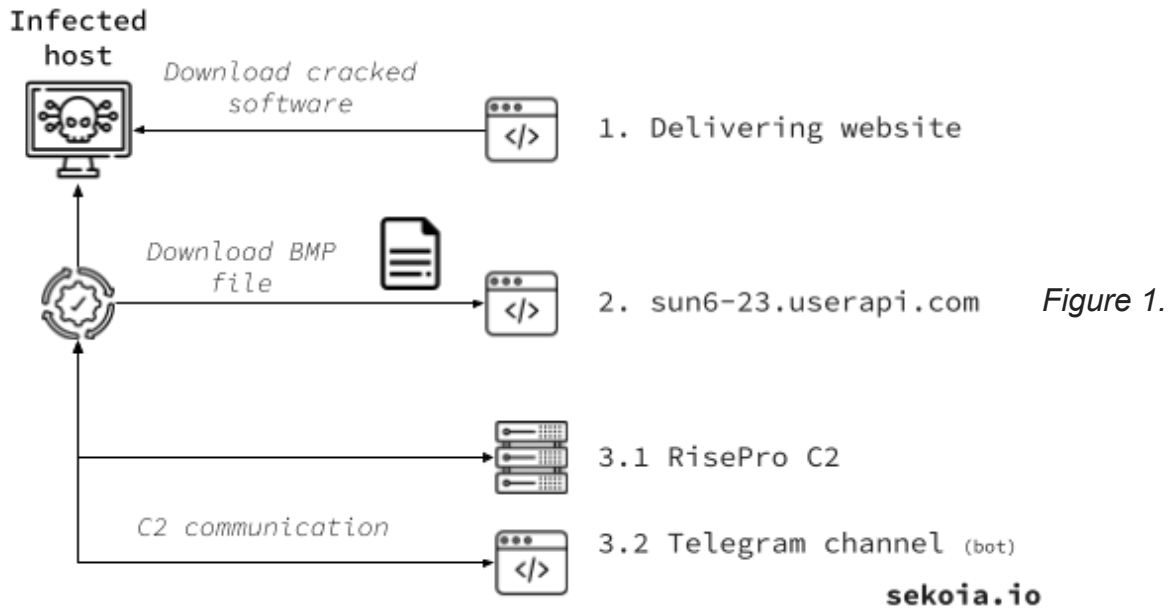 Infected
host
Download cracked
software
</>
1. Delivering website
Download BMP
file
</>
2. sun6-23.userapi.com
Figure 1.
3.1 RisePro C2
C2 communication
</>
3.2 Telegram channel (bot)
sekoia.io